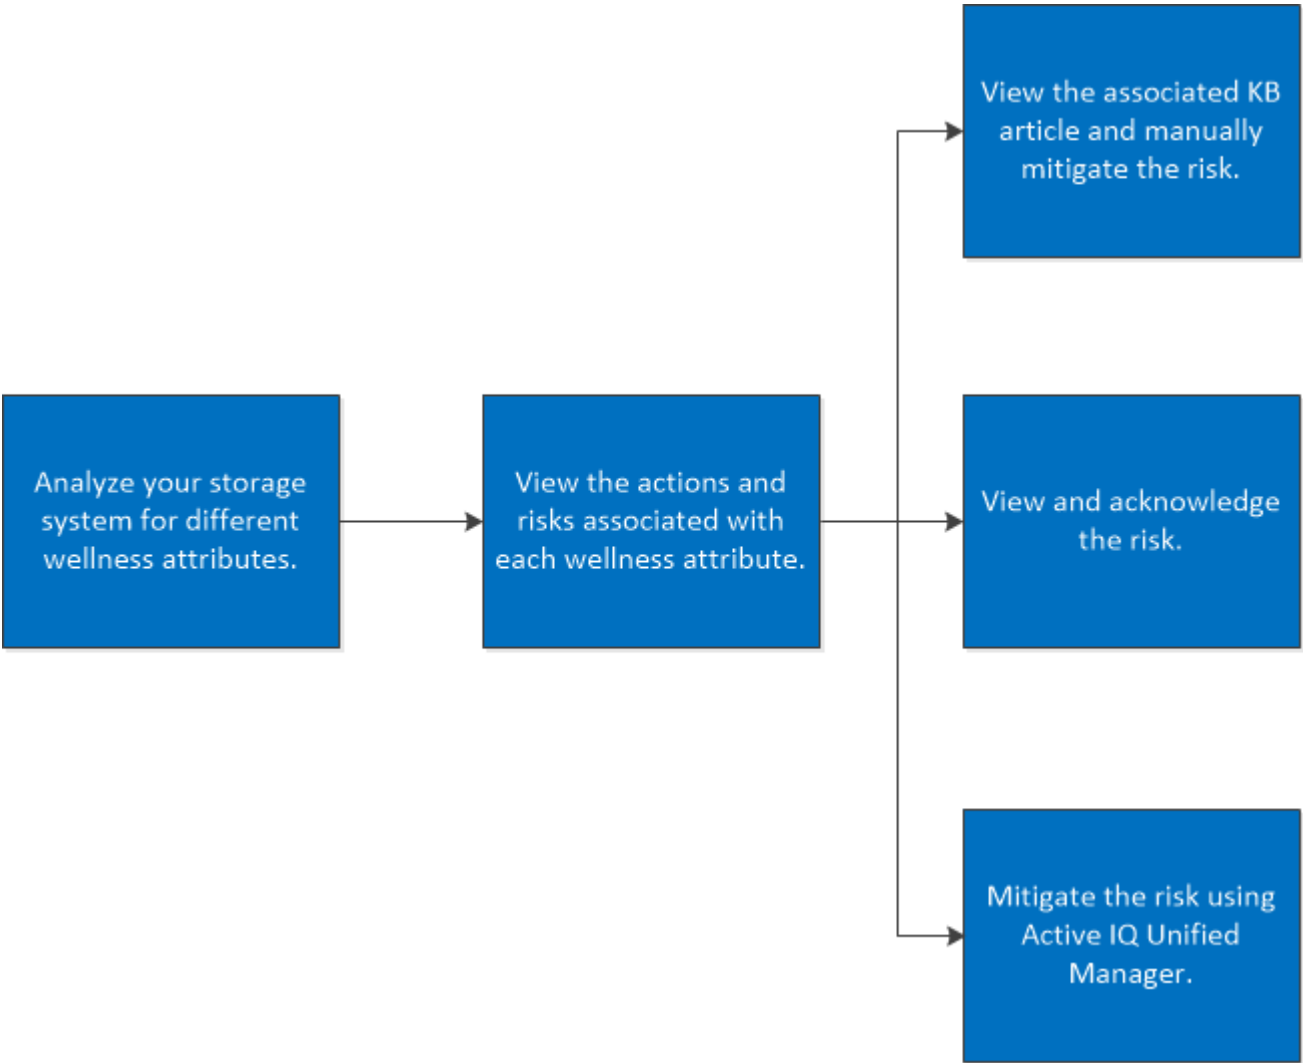 Analyze your storage
system for different
wellness attributes.
View the actions and
risks associated with
each wellness attribute.
View the associated KB
article and manually
mitigate the risk.
View and acknowledge
the risk.
Mitigate the risk using
Active IQ Unified
Manager.